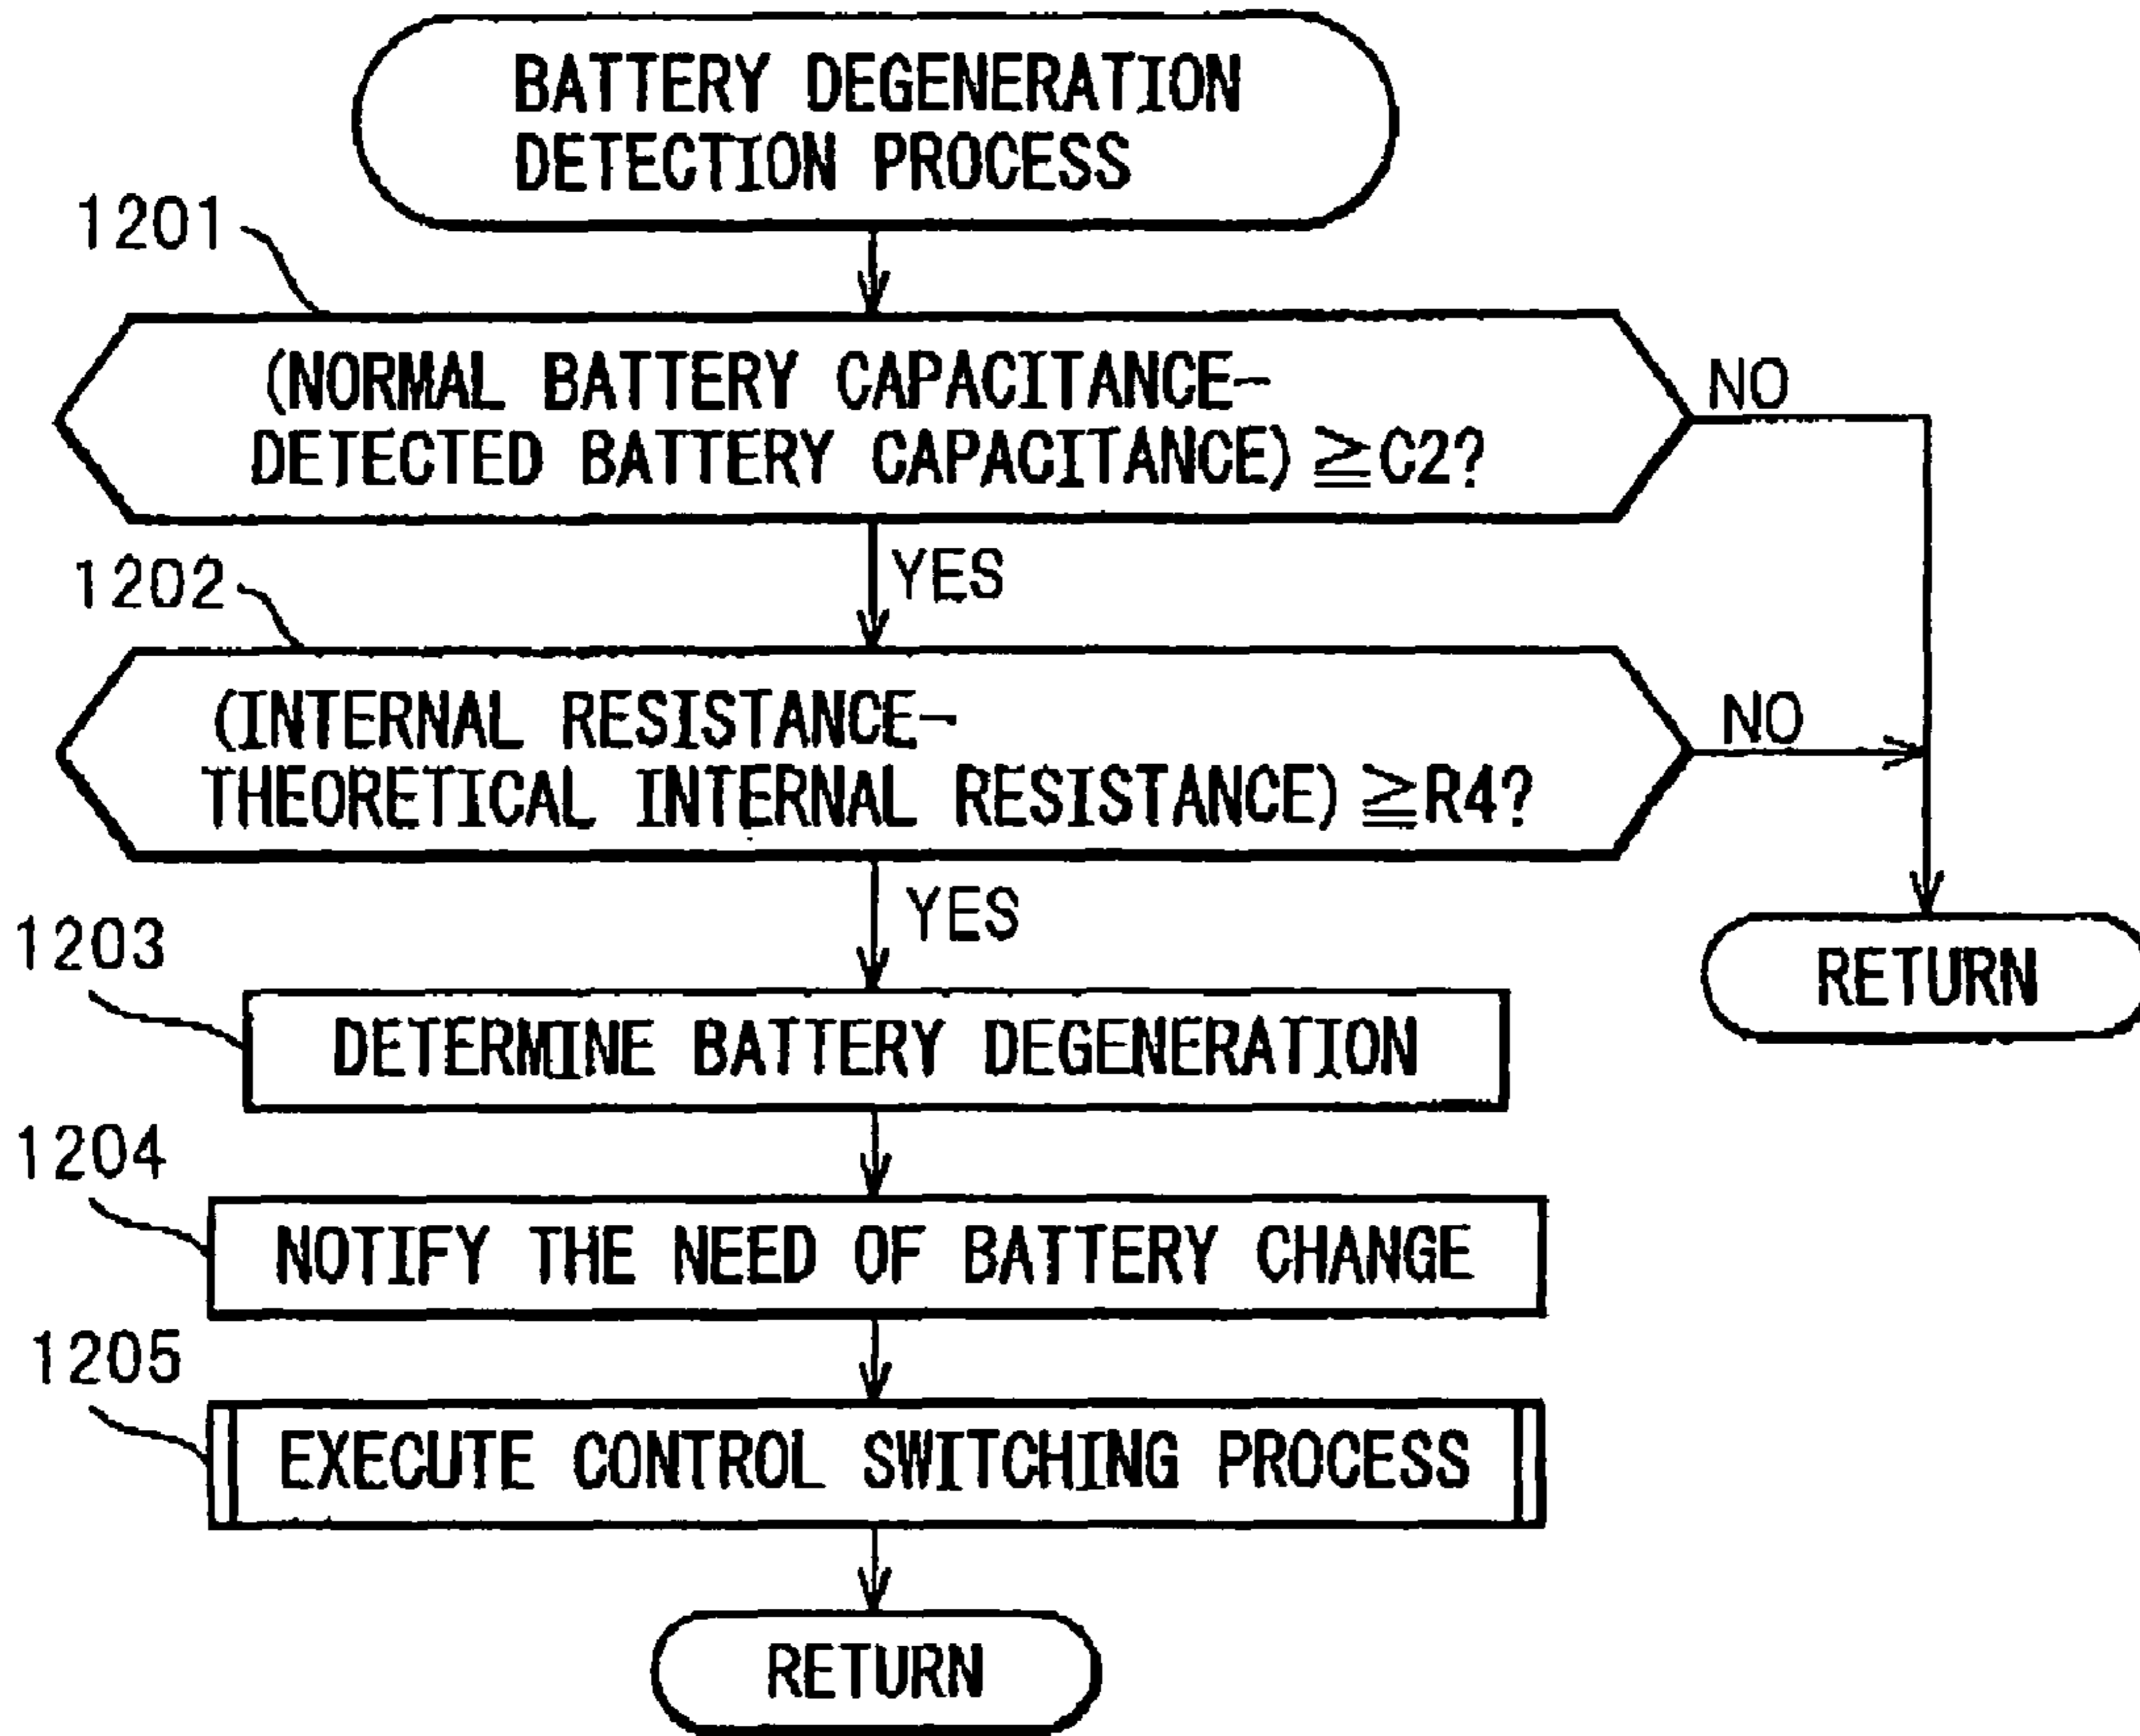 BATTERY DEGENERATION
DETECTION PROCESS
1201
(NORMAL BATTERY CAPACITANCE-
DETECTED BATTERY CAPACITANCE) ≧C2?
NO
YES
1202
(INTERNAL RESISTANCE-
THEORETICAL INTERNAL RESISTANCE) ≧R4?
NO
YES
1203
DETERMINE BATTERY DEGENERATION
RETURN
1204
NOTIFY THE NEED OF BATTERY CHANGE
1205
EXECUTE CONTROL SWITCHING PROCESS
RETURN